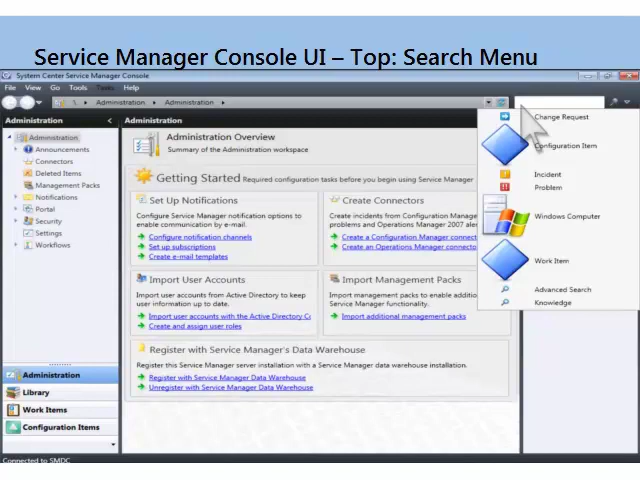 Service Manager Console UI – Top: Search Menu
System Center Service Manager Console
File View Go Tools Tasks Help
\ Administration Administration
Administration
Administration
Announcements
Connectors
Deleted Items
Management Packs
Notifications
Portal
Security
Settings
Workflows
Administration
Library
Work Items
Configuration Items
Administration
Administration Overview
Summary of the Administration workspace
Getting Started Required configuration tasks before you begin using Service Manager
Set Up Notifications
Configure Service Manager notification options to
enable communication by e-mail.
Configure notification channels
Set up subscriptions
Create e-mail templates
Create Connectors
Create incidents from Configuration Manag
problems and Operations Manager 2007 aler
Create a Configuration Manager connect
Create an Operations Manager connecto
Import User Accounts
Import user accounts from Active Directory to keep
user information up to date.
Import user accounts with the Active Directory Co
Create and assign user roles
Import Management Packs
Import management packs to enable additio
Service Manager functionality.
Import additional management packs
Register with Service Manager's Data Warehouse
Register this Service Manager server installation with a Service Manager data warehouse installation.
Register with Service Manager Data Warehouse
Unregister with Service Manager Data Warehouse
Change Request
Configuration Item
Incident
Problem
Windows Computer
Work Item
Advanced Search
Knowledge
Connected to SMDC